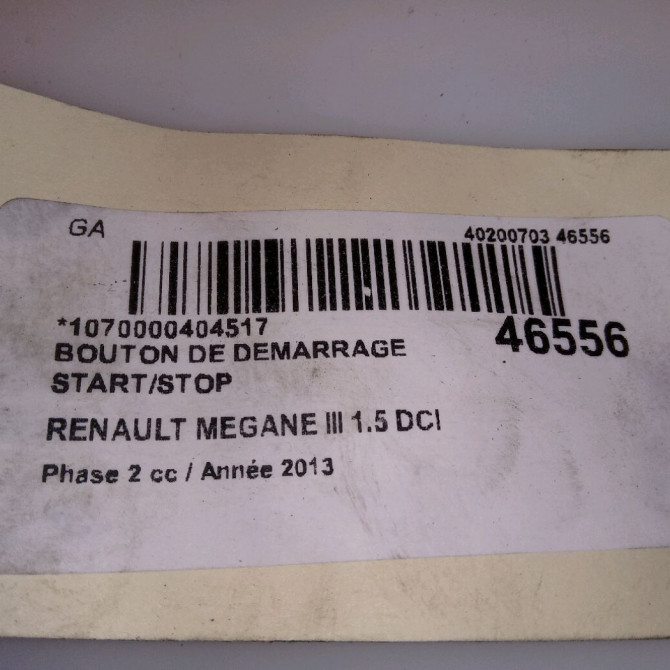 GA
40200703 46556
*1070000404517
46556
BOUTON DE DEMARRAGE
START/STOP
RENAULT MEGANE III 1.5 DCI
Phase 2 cc / Année 2013